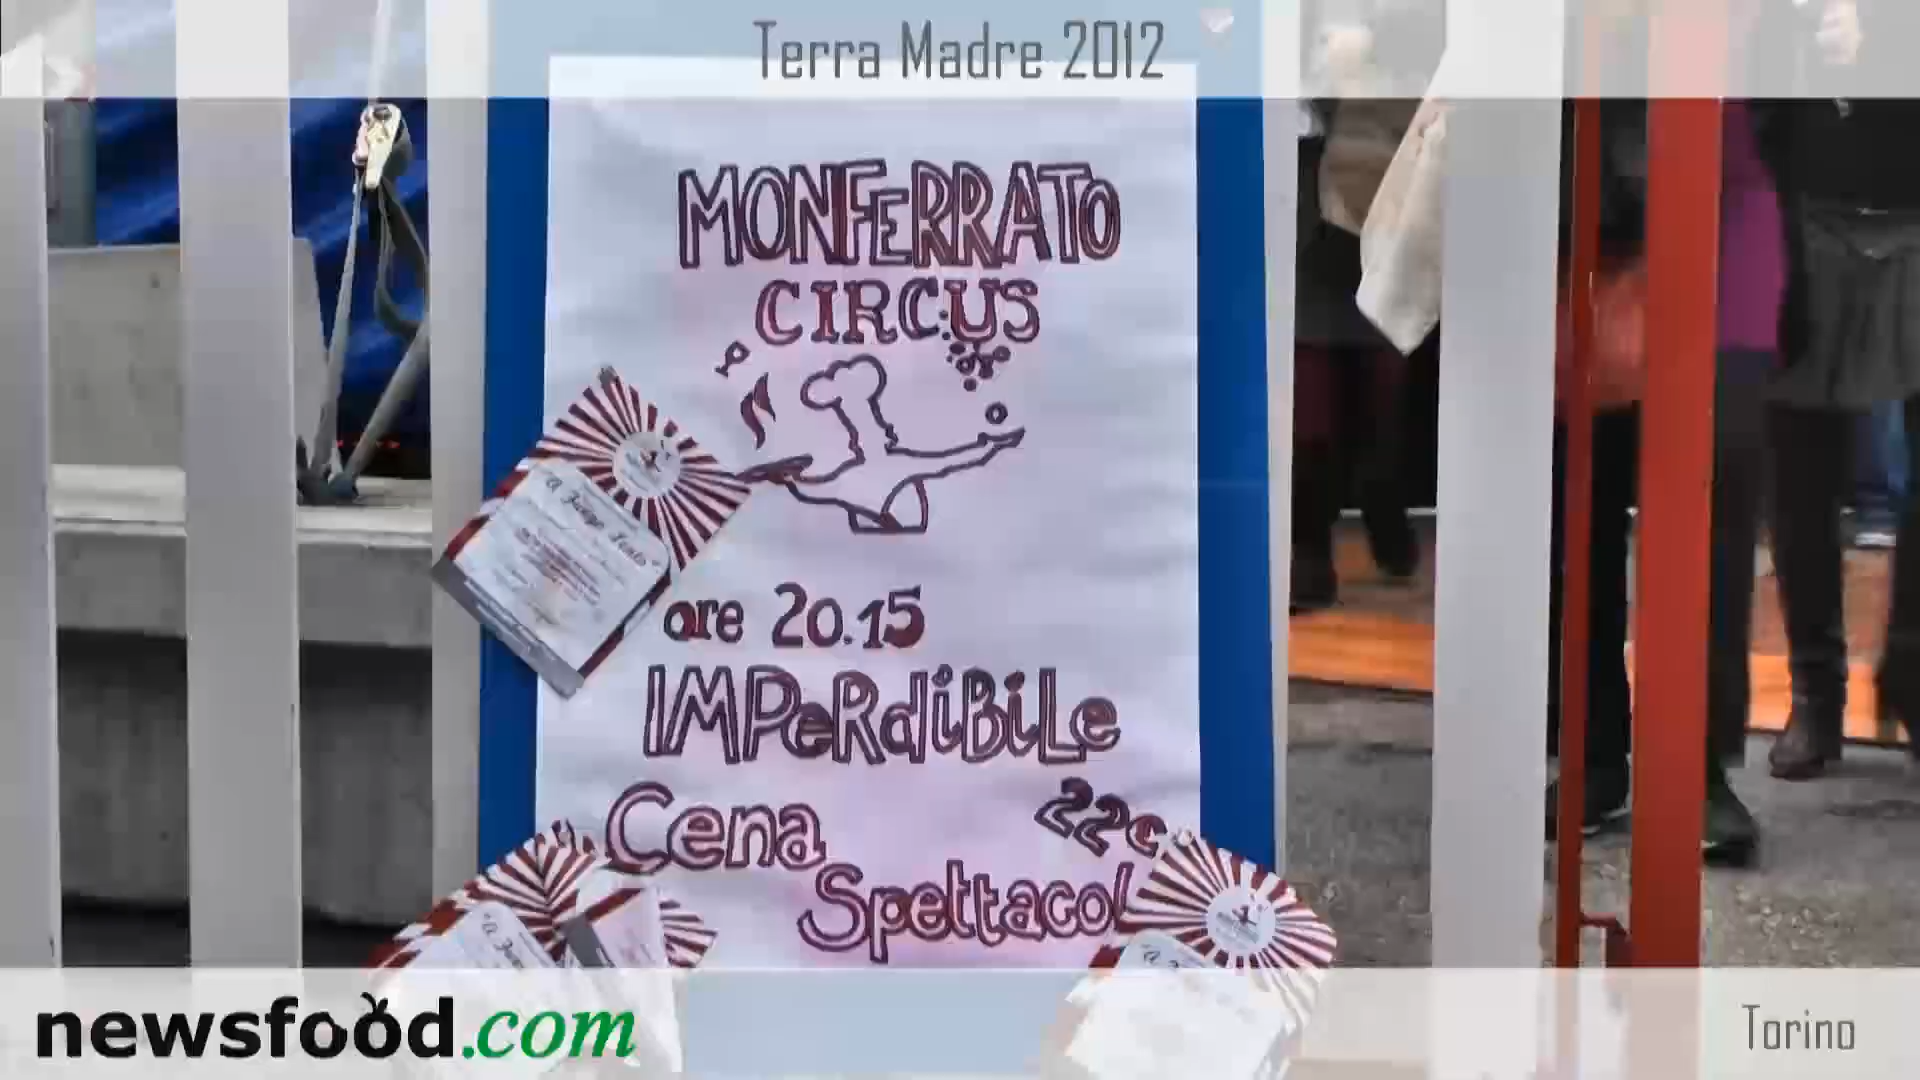 Terra Madre 2012
MONFERRATO
CIRCUS
ore 20.15
IMPERdiBiLe
Cena
22€
Spettacol
newsfood.com
Torino